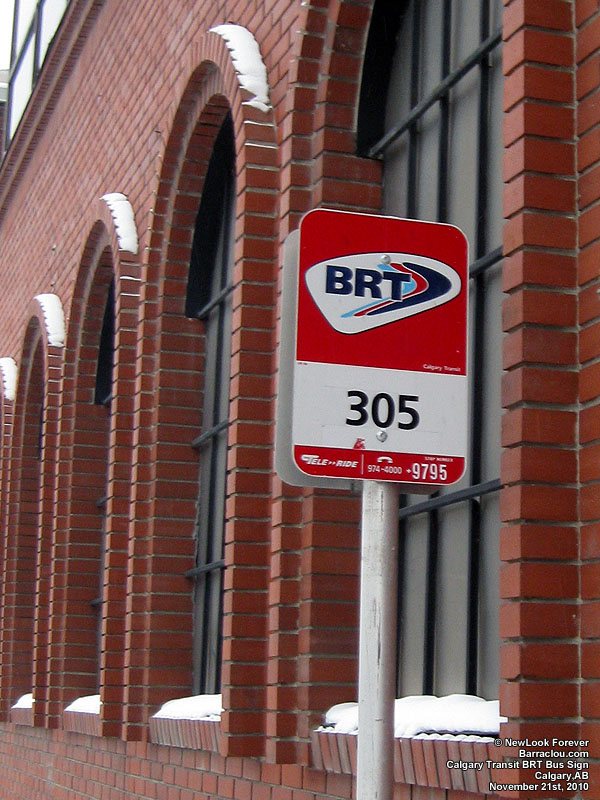 BRT
Calgary Transit
305
TELE RIDE
974-4000
STOP NUMBER
+9795
© NewLook Forever
Barraclou.com
Calgary Transit BRT Bus Sign
Calgary,AB
November 21st, 2010